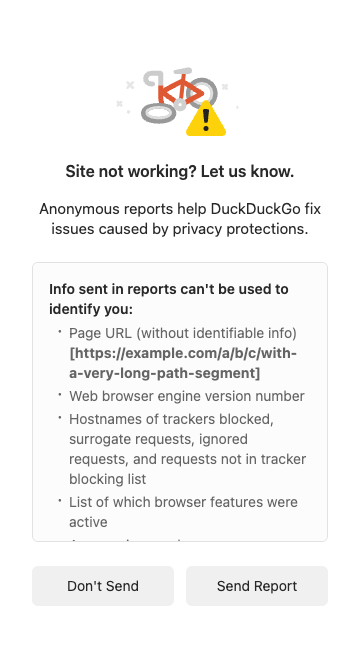 Site not working? Let us know.
Anonymous reports help DuckDuckGo fix
issues caused by privacy protections.
Info sent in reports can't be used to
identify you:
· Page URL (without identifiable info)
[https://example.com/a/b/c/with-
a-very-long-path-segment]
· Web browser engine version number
· Hostnames of trackers blocked,
surrogate requests, ignored
requests, and requests not in tracker
blocking list
· List of which browser features were
active
Don't Send
Send Report